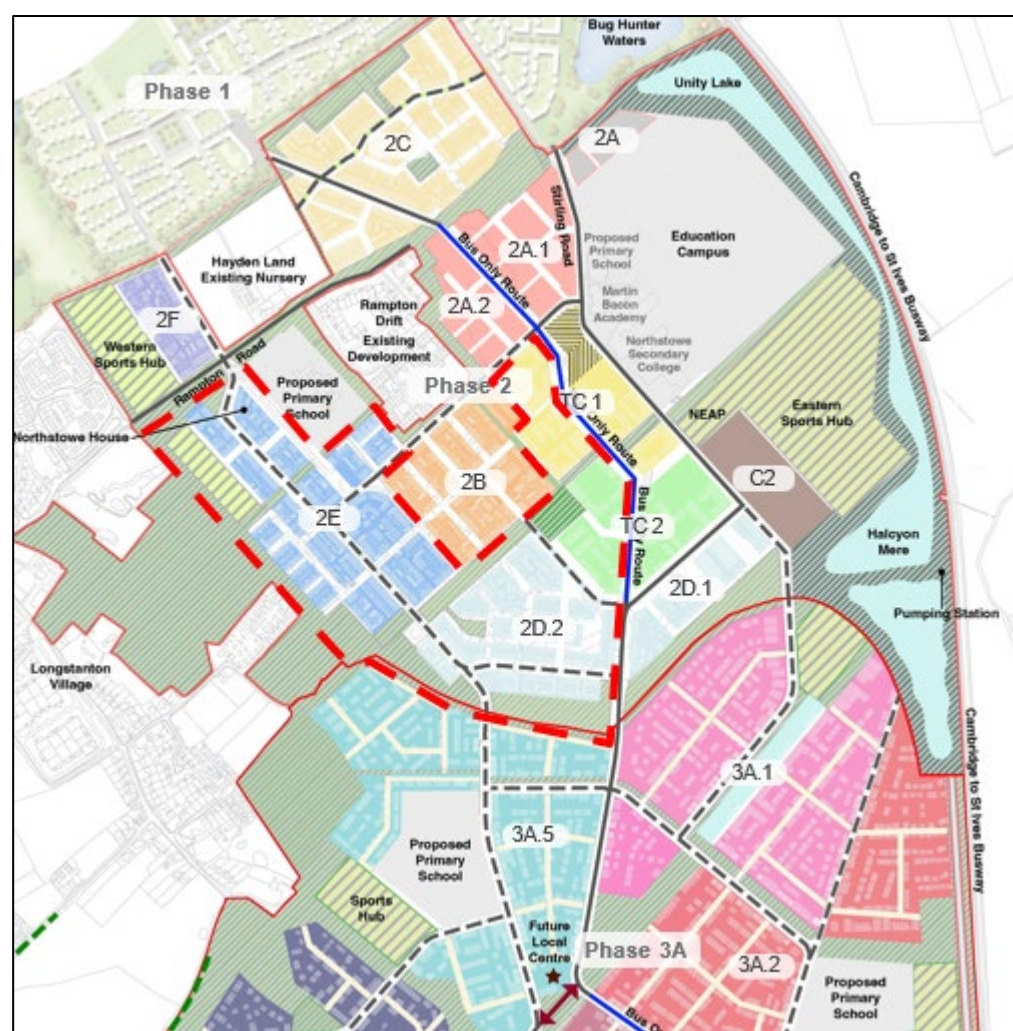 Bug Hunter
Waters
Unity Lake
Phase 1
2C
2A
Cambridge to St Ives Busway
Stirling Road
Education
Campus
Proposed
Primary
School
Bus Only Route
2A.1
Hayden Land
Existing Nursery
Martin
Bacon
Academy
2A.2
Rampton
Drift
Existing
Development
2F
Western
Sports Hub
Northstowe
Secondary
College
Rampton Road
Proposed
Primary
School
Phase 2
TC 1
Only Route
NEAP
Eastern
Sports Hub
Northstowe House
2B
C2
2E
TC 2
Bus
Route
Halcyon
Mere
2D.1
Pumping Station
2D.2
Longstanton
Village
Cambridge to St Ives Busway
3A.1
3A.5
Proposed
Primary
School
Sports
Hub
Future
Local
Centre
Phase 3A
3A.2
Proposed
Primary
School
Bus